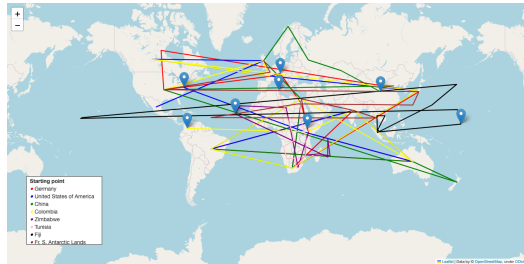 +
−
Starting point
Germany
United States of America
China
Colombia
Zimbabwe
Tunisia
Fiji
Fr. S. Antarctic Lands
Leaflet | Data by © OpenStreetMap, under ODbL